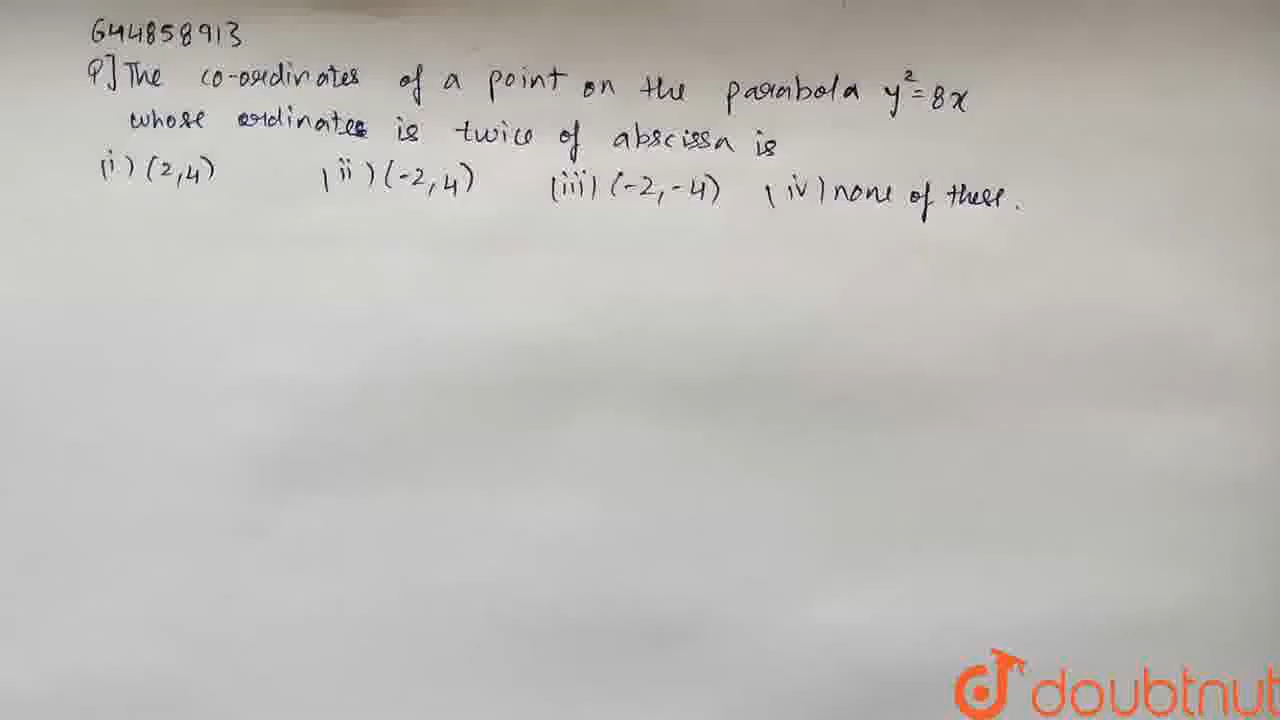 644858913
Q] The co-ordinates of a point on the parabola y²=8x
whose ordinates is twice of abscissa is
(i) (2,4) (ii) (-2,4) (iii) (-2,-4) (iv) none of these.
doubtnut